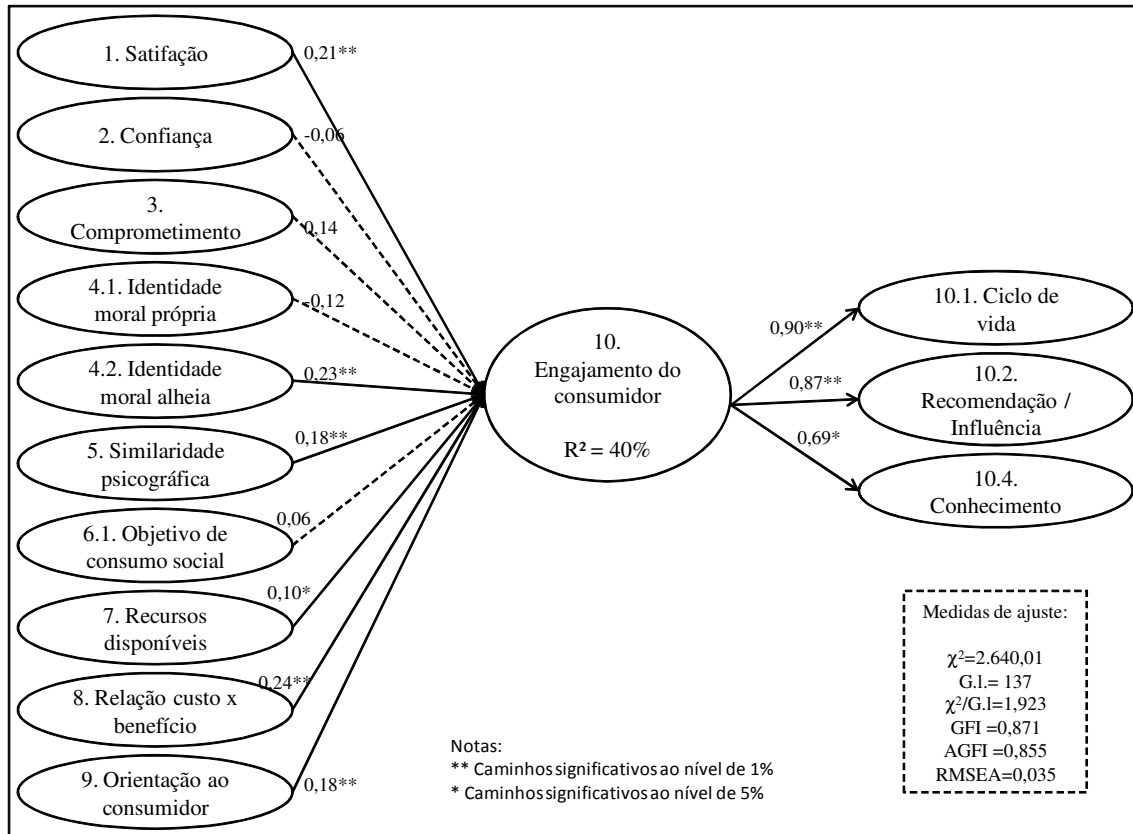 1. Satifação
0,21**
2. Confiança
-0,06
3.
Comprometimento
0,14
4.1. Identidade
moral própria
-0,12
4.2. Identidade
moral alheia
0,23**
5. Similaridade
psicográfica
0,18**
6.1. Objetivo de
consumo social
0,06
7. Recursos
disponíveis
0,10*
8. Relação custo x
benefício
0,24**
9. Orientação ao
consumidor
0,18**
10.
Engajamento do
consumidor
R² = 40%
0,90**
0,87**
0,69*
10.1. Ciclo de
vida
10.2.
Recomendação /
Influência
10.4.
Conhecimento
Medidas de ajuste:
χ²=2.640,01
G.l.= 137
χ²/G.l=1,923
GFI =0,871
AGFI =0,855
RMSEA=0,035
Notas:
** Caminhos significativos ao nível de 1%
* Caminhos significativos ao nível de 5%